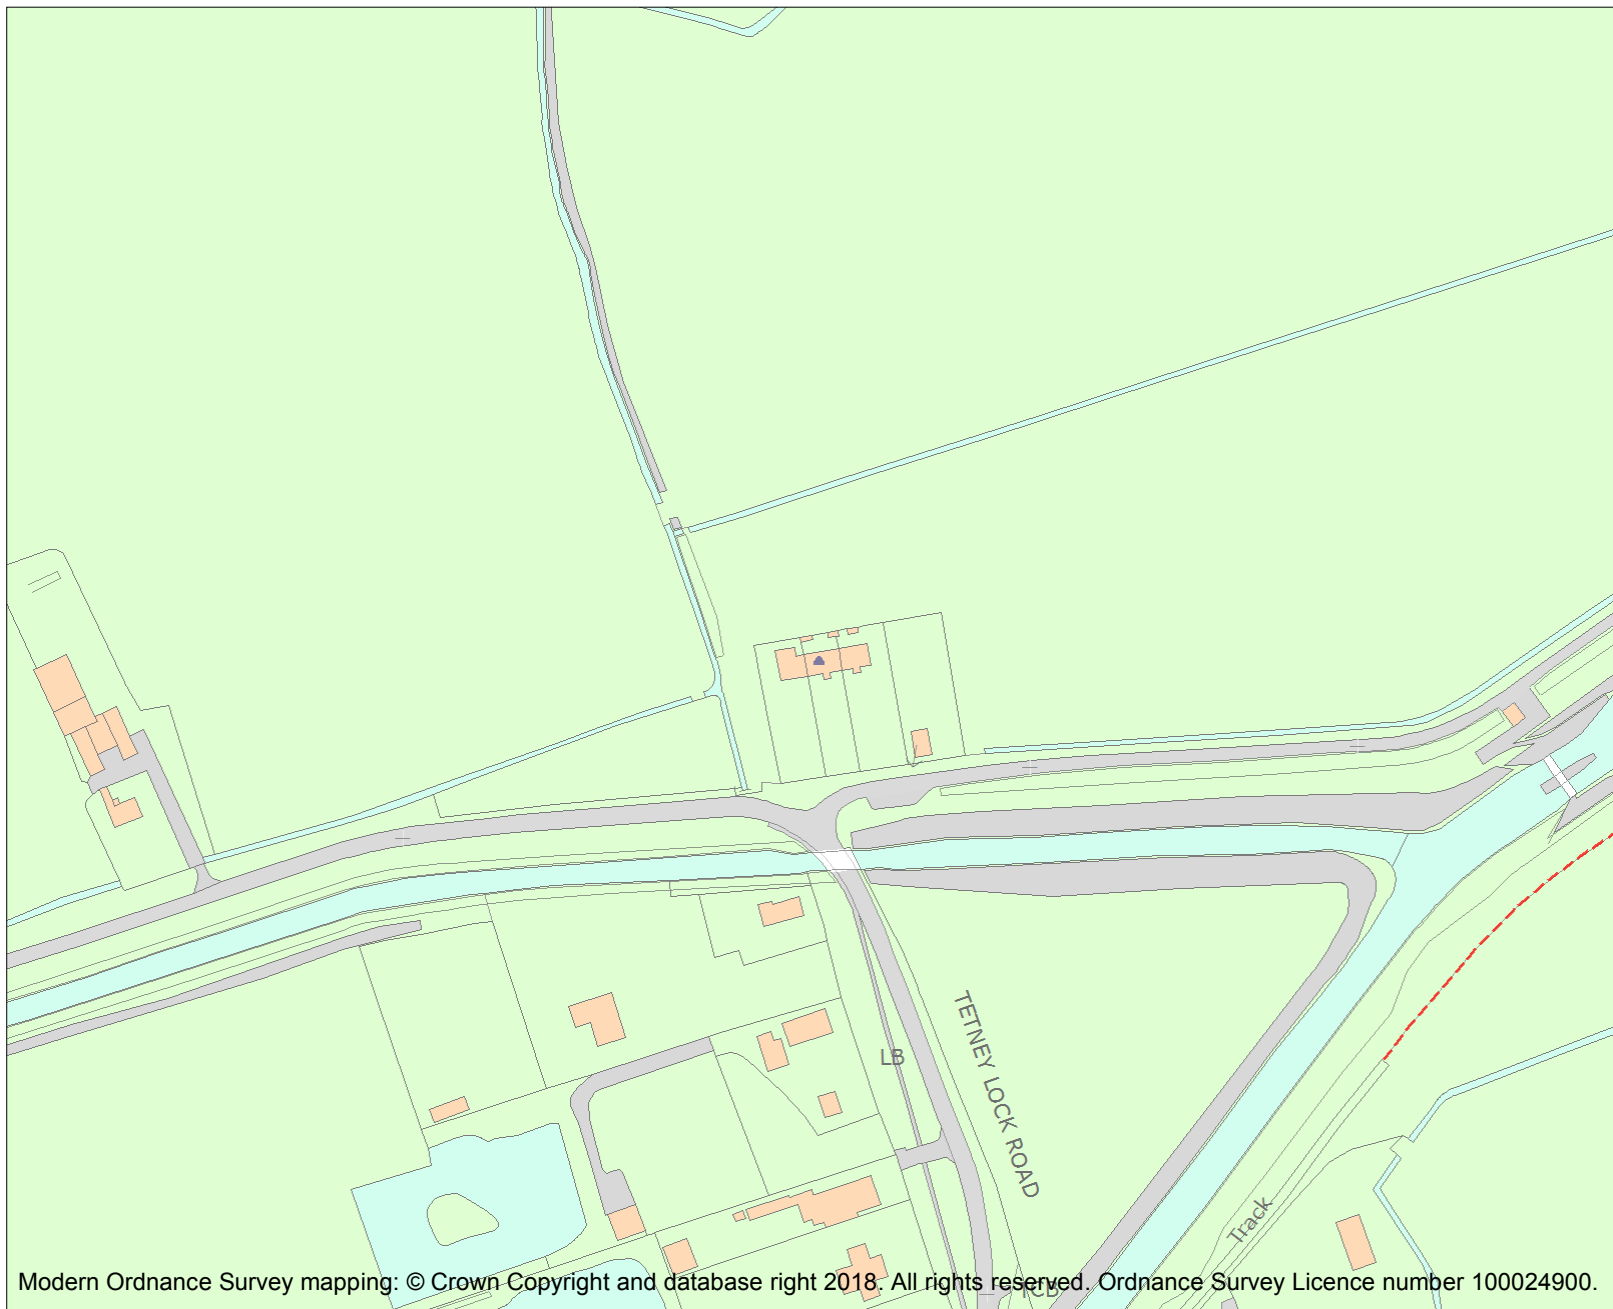 LB
TETNEY LOCK ROAD
Track
TCB
Modern Ordnance Survey mapping: © Crown Copyright and database right 2018. All rights reserved. Ordnance Survey Licence number 100024900.